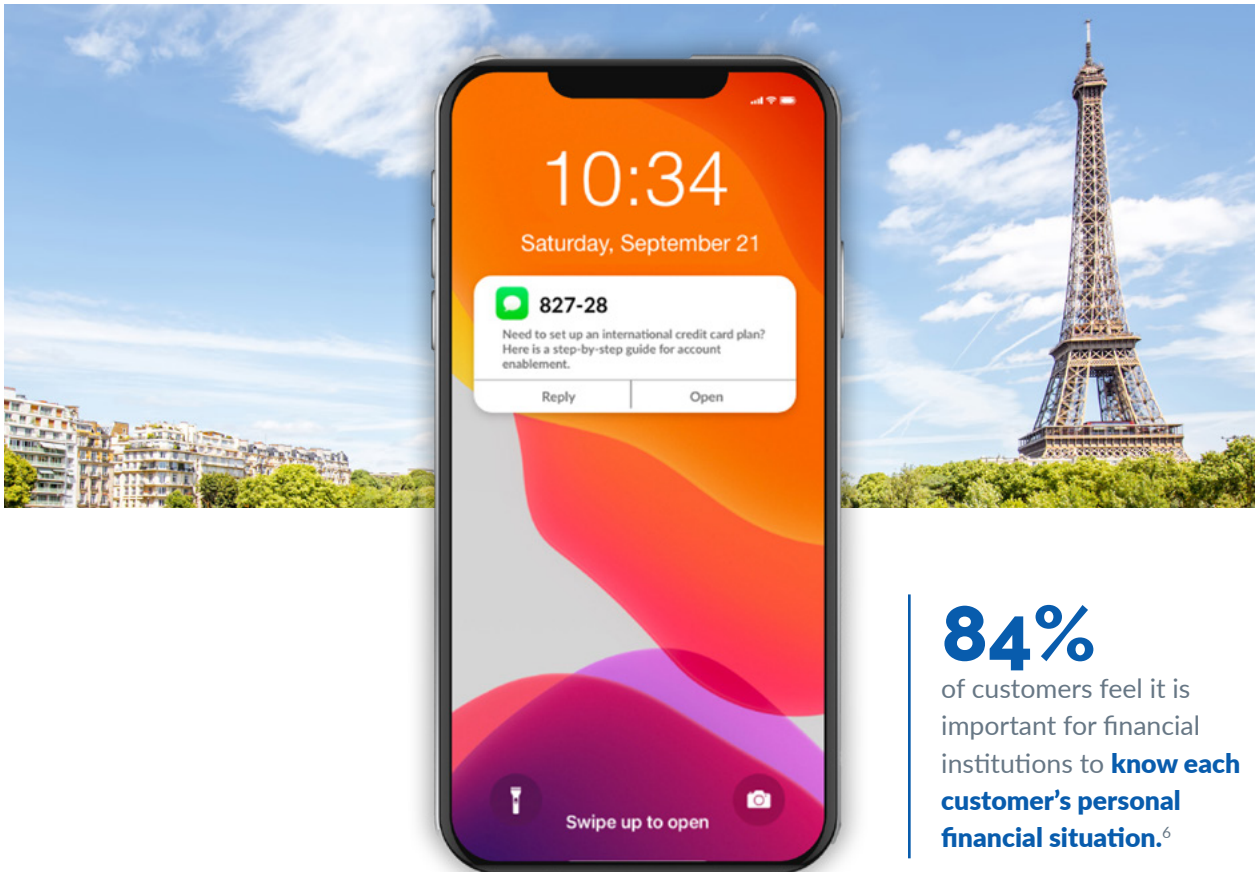 10:34
Saturday, September 21
827-28
Need to set up an international credit card plan?
Here is a step-by-step guide for account
enablement.
Reply Open
Swipe up to open
84%
of customers feel it is
important for financial
institutions to know each
customer’s personal
financial situation.6